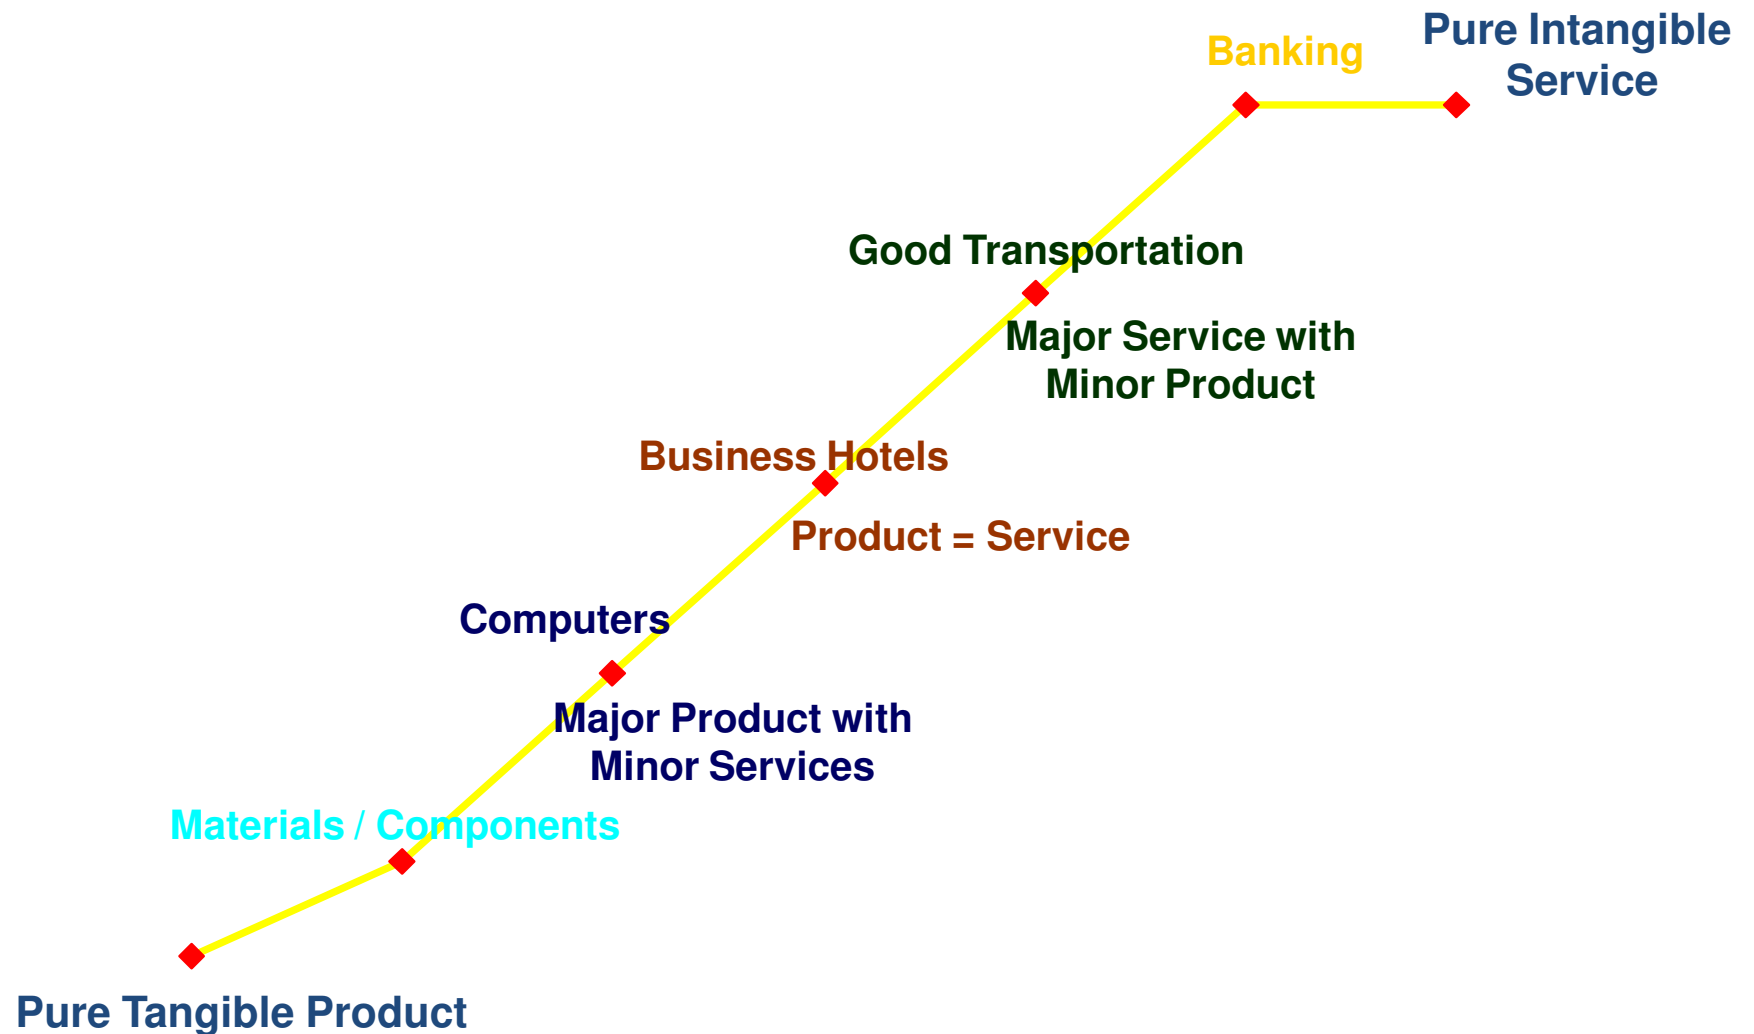 Banking
Pure Intangible
Service
Good Transportation
Major Service with
Minor Product
Business Hotels
Product = Service
Computers
Major Product with
Minor Services
Materials / Components
Pure Tangible Product